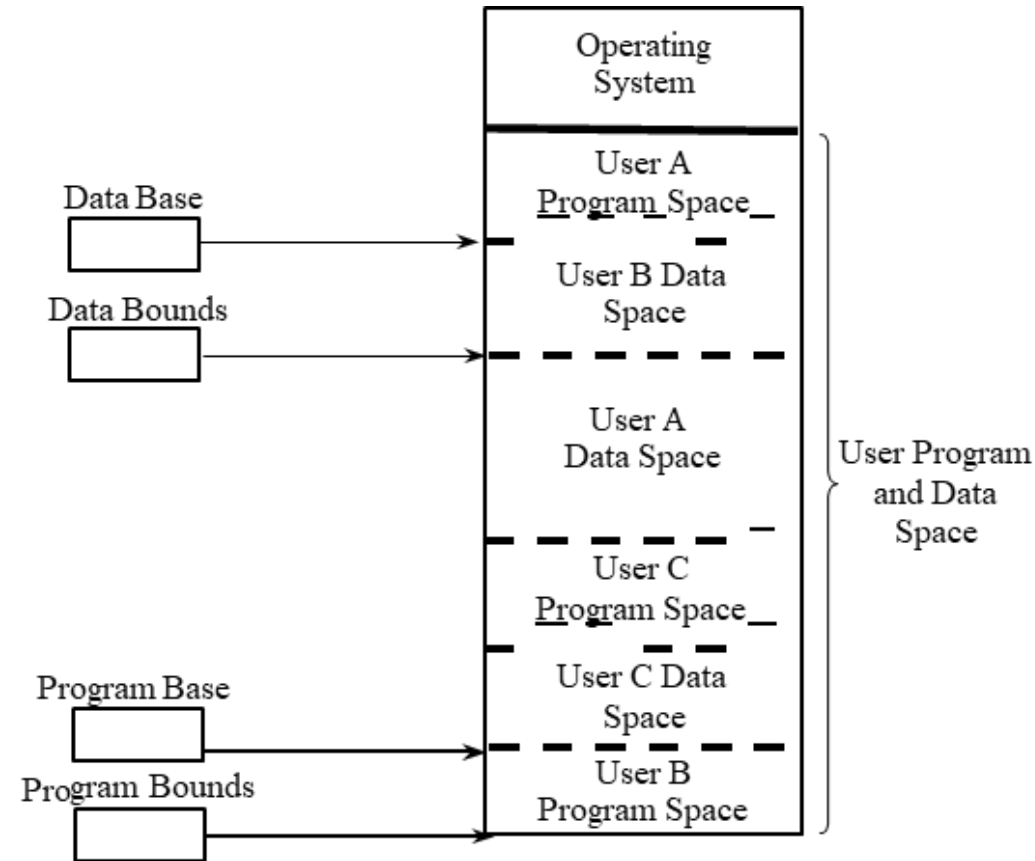 Operating
System
User A
Program Space
Data Base
User B Data
Space
Data Bounds
User A
Data Space
User Program
and Data
Space
User C
Program Space
User C Data
Space
Program Base
User B
Program Space
Program Bounds